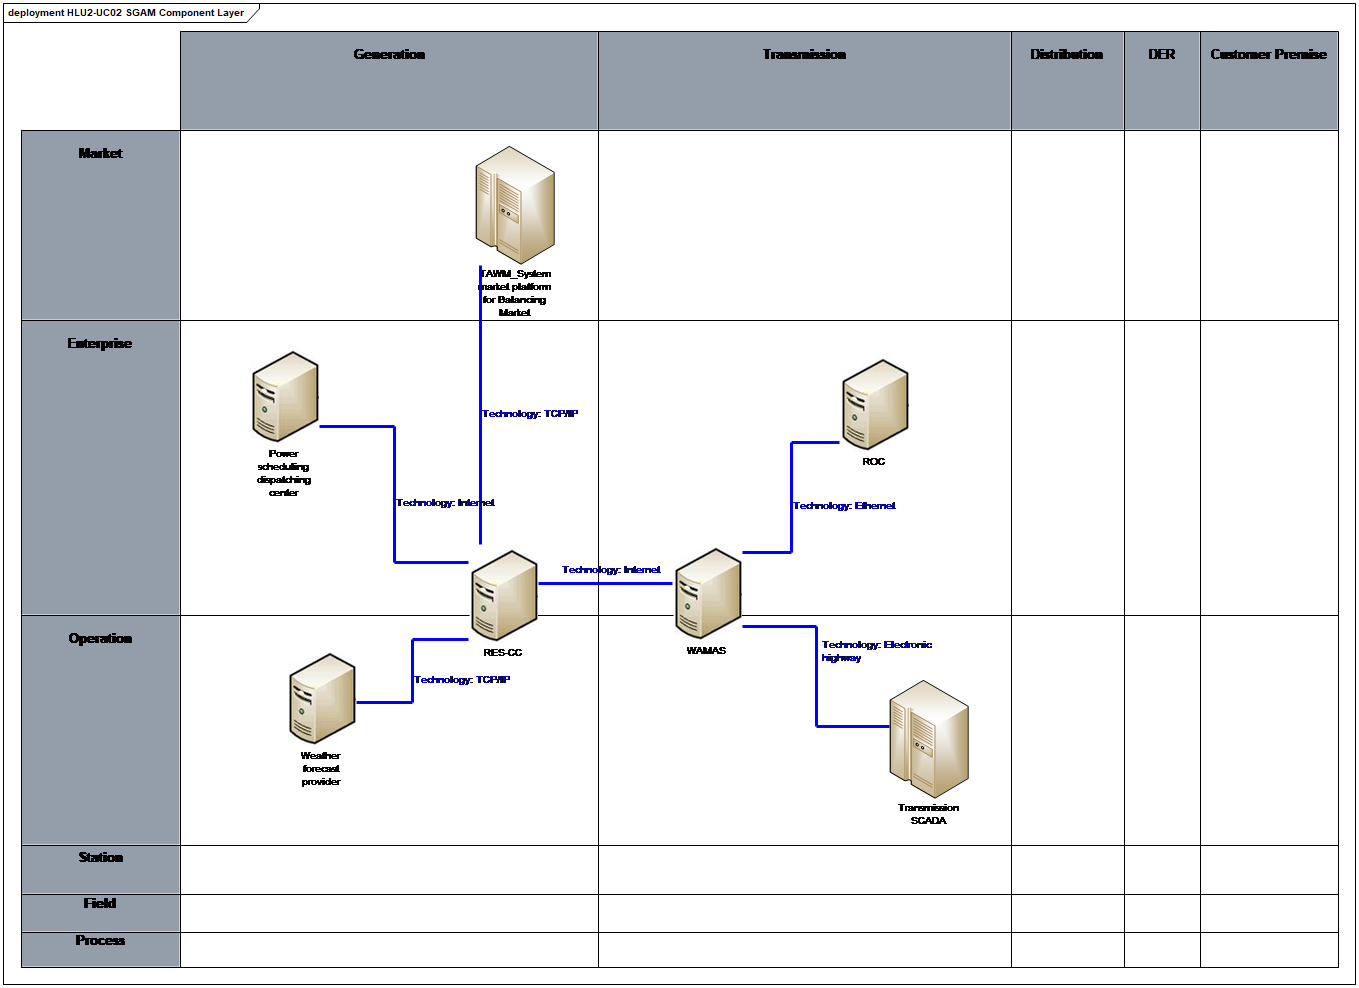 deployment HLU2-UC02 SGAM Component Layer
Generation
Transmission
Distribution
DER
Customer Premise
Market
TAWM_System
market platform
for Balancing
Market
Enterprise
Technology: TCP/IP
Power
scheduling
dispatching
center
ROC
Technology: Internet
Technology: Ethernet
Technology: Internet
Operation
RES-CC
WAMAS
Technology: Electronic
highway
Technology: TCP/IP
Weather
forecast
provider
Transmission
SCADA
Station
Field
Process